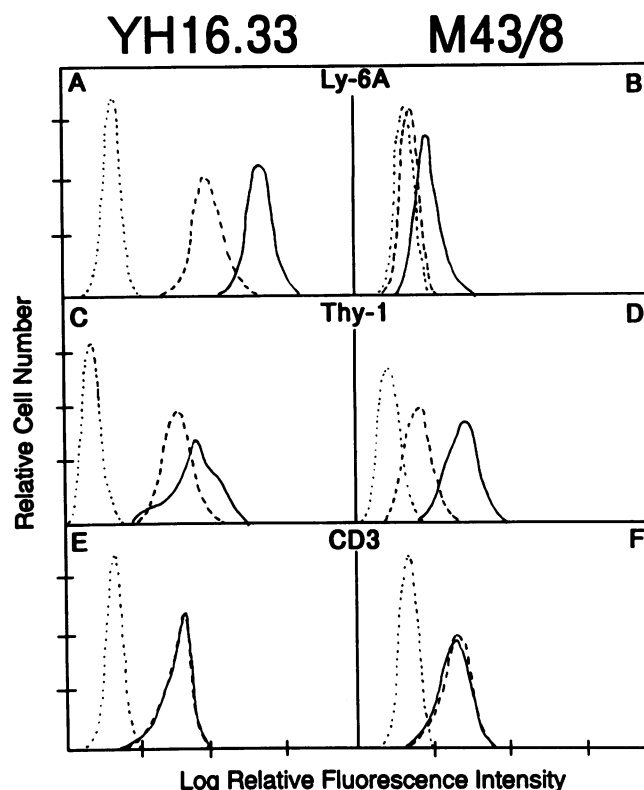 YH16.33 M43/8
A Ly-6A B
C Thy-1 D
E CD3 F
Relative Cell Number
Log Relative Fluorescence Intensity